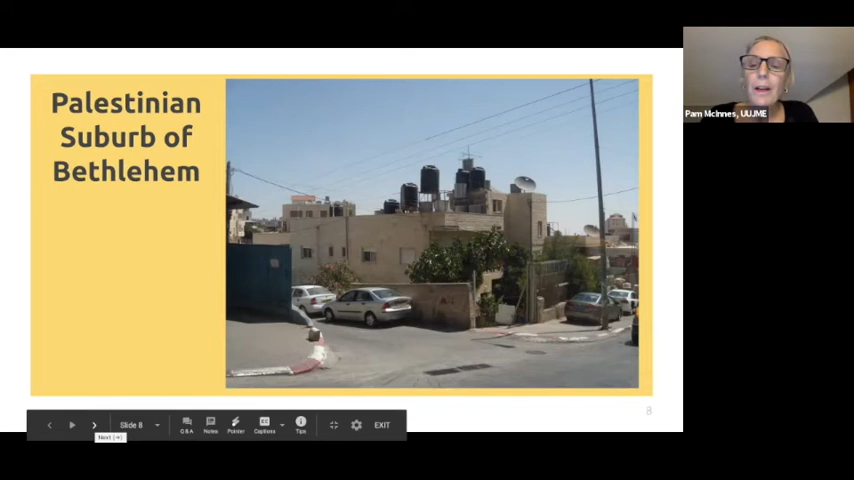 Palestinian
Suburb of
Bethlehem
Pam McInnes, UUJME
8
Slide 8
Q&A
Notes
Pointer
Captions
Tips
EXIT
Next (→)